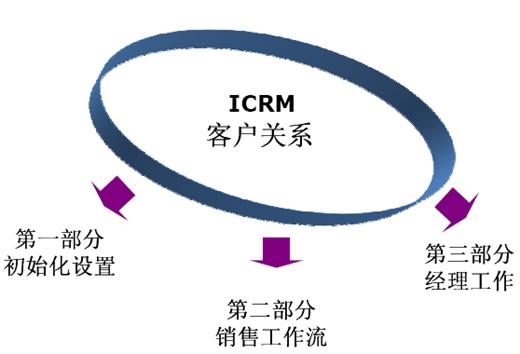 ICRM
客户关系
第一部分
初始化设置
第二部分
销售工作流
第三部分
经理工作